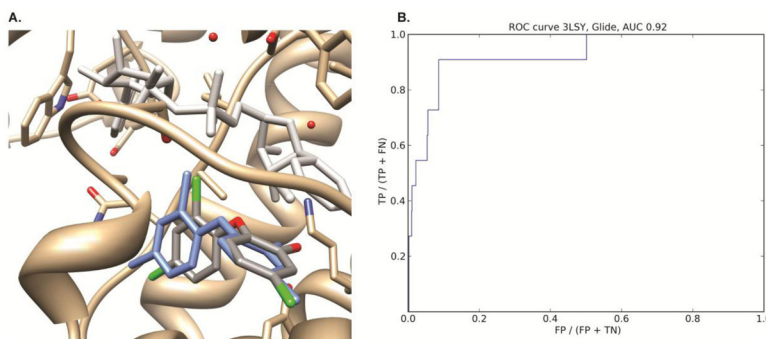 A.
B.
ROC curve 3LSY, Glide, AUC 0.92
1.0
0.8
0.6
0.4
0.2
TP / (TP + FN)
0.0 0.2 0.4 0.6 0.8 1.0
FP / (FP + TN)